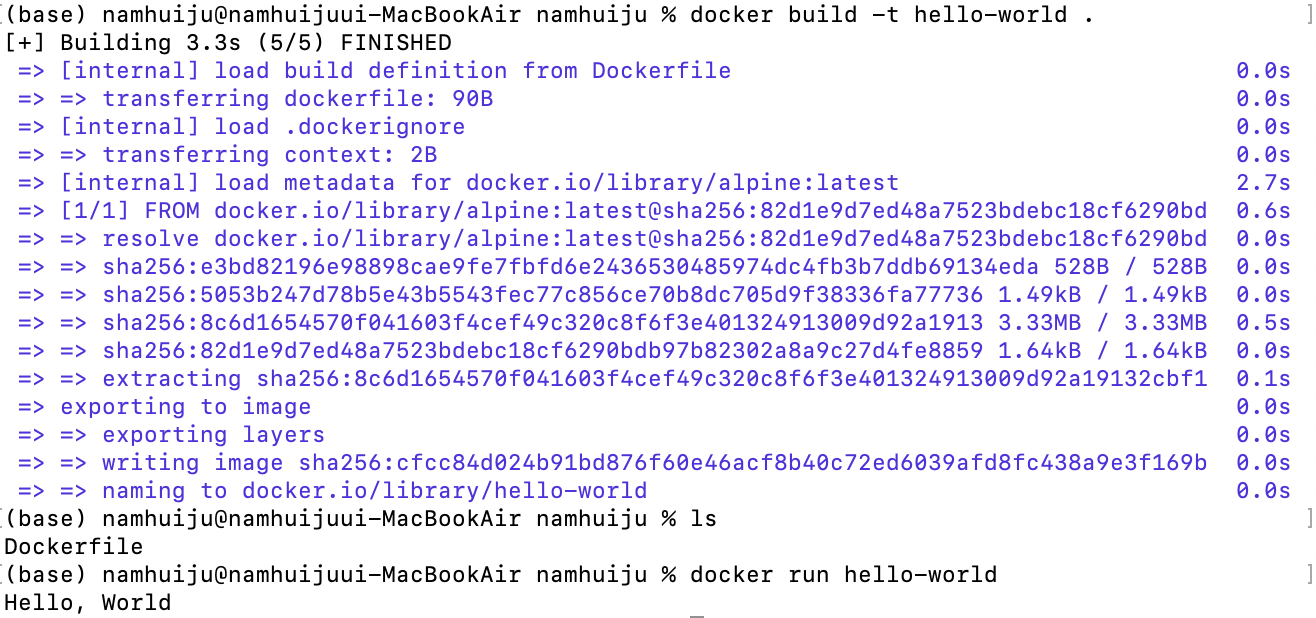 (base) namhuiju@namhuijuui-MacBookAir namhuiju % docker build -t hello-world .
[+] Building 3.3s (5/5) FINISHED
=> [internal] load build definition from Dockerfile 0.0s
=> => transferring dockerfile: 90B 0.0s
=> [internal] load .dockerignore 0.0s
=> => transferring context: 2B 0.0s
=> [internal] load metadata for docker.io/library/alpine:latest 2.7s
=> [1/1] FROM docker.io/library/alpine:latest@sha256:82d1e9d7ed48a7523bdebc18cf6290bd 0.6s
=> => resolve docker.io/library/alpine:latest@sha256:82d1e9d7ed48a7523bdebc18cf6290bd 0.0s
=> => sha256:e3bd82196e98898cae9fe7fbfd6e2436530485974dc4fb3b7ddb69134eda 528B / 528B 0.0s
=> => sha256:5053b247d78b5e43b5543fec77c856ce70b8dc705d9f38336fa77736 1.49kB / 1.49kB 0.0s
=> => sha256:8c6d1654570f041603f4cef49c320c8f6f3e401324913009d92a1913 3.33MB / 3.33MB 0.5s
=> => sha256:82d1e9d7ed48a7523bdebc18cf6290bdb97b82302a8a9c27d4fe8859 1.64kB / 1.64kB 0.0s
=> => extracting sha256:8c6d1654570f041603f4cef49c320c8f6f3e401324913009d92a19132cbf1 0.1s
=> exporting to image 0.0s
=> => exporting layers 0.0s
=> => writing image sha256:cfcc84d024b91bd876f60e46acf8b40c72ed6039afd8fc438a9e3f169b 0.0s
=> => naming to docker.io/library/hello-world 0.0s
(base) namhuiju@namhuijuui-MacBookAir namhuiju % ls
Dockerfile
(base) namhuiju@namhuijuui-MacBookAir namhuiju % docker run hello-world
Hello, World